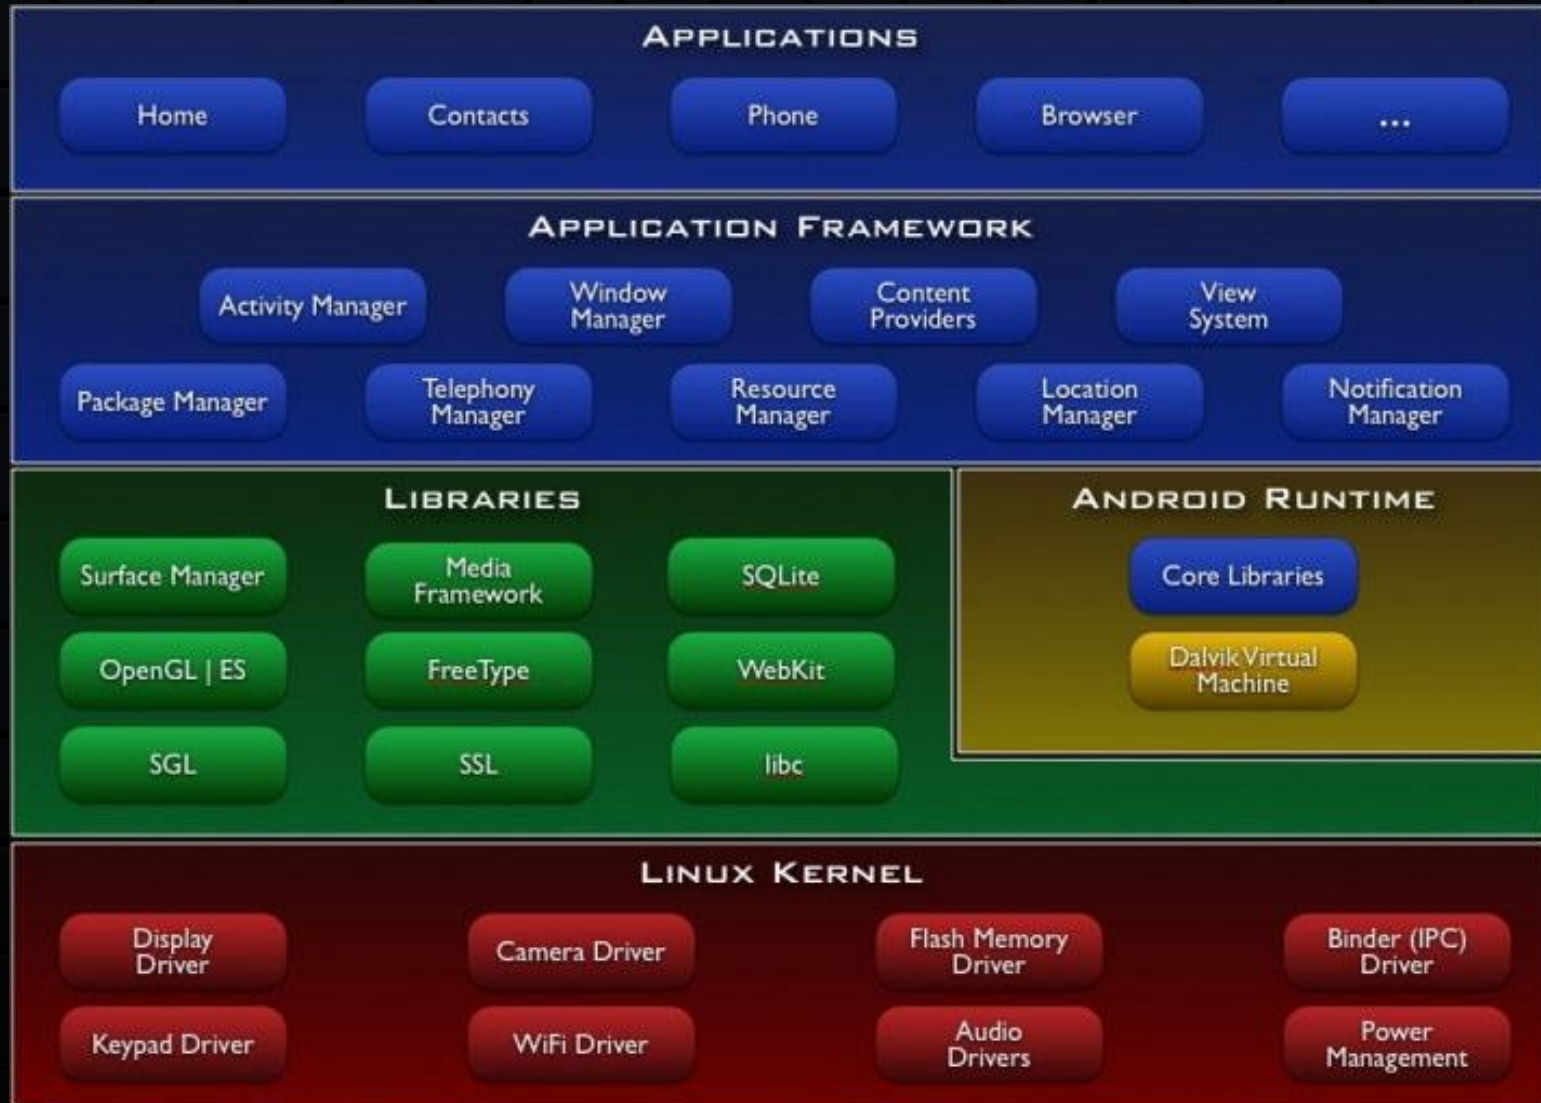 APPLICATIONS
Home
Contacts
Phone
Browser
...
APPLICATION FRAMEWORK
Activity Manager
Window
Manager
Content
Providers
View
System
Package Manager
Telephony
Manager
Resource
Manager
Location
Manager
Notification
Manager
LIBRARIES
Surface Manager
Media
Framework
SQLite
OpenGL | ES
FreeType
WebKit
SGL
SSL
libc
ANDROID RUNTIME
Core Libraries
Dalvik Virtual
Machine
LINUX KERNEL
Display
Driver
Camera Driver
Flash Memory
Driver
Binder (IPC)
Driver
Keypad Driver
WiFi Driver
Audio
Drivers
Power
Management